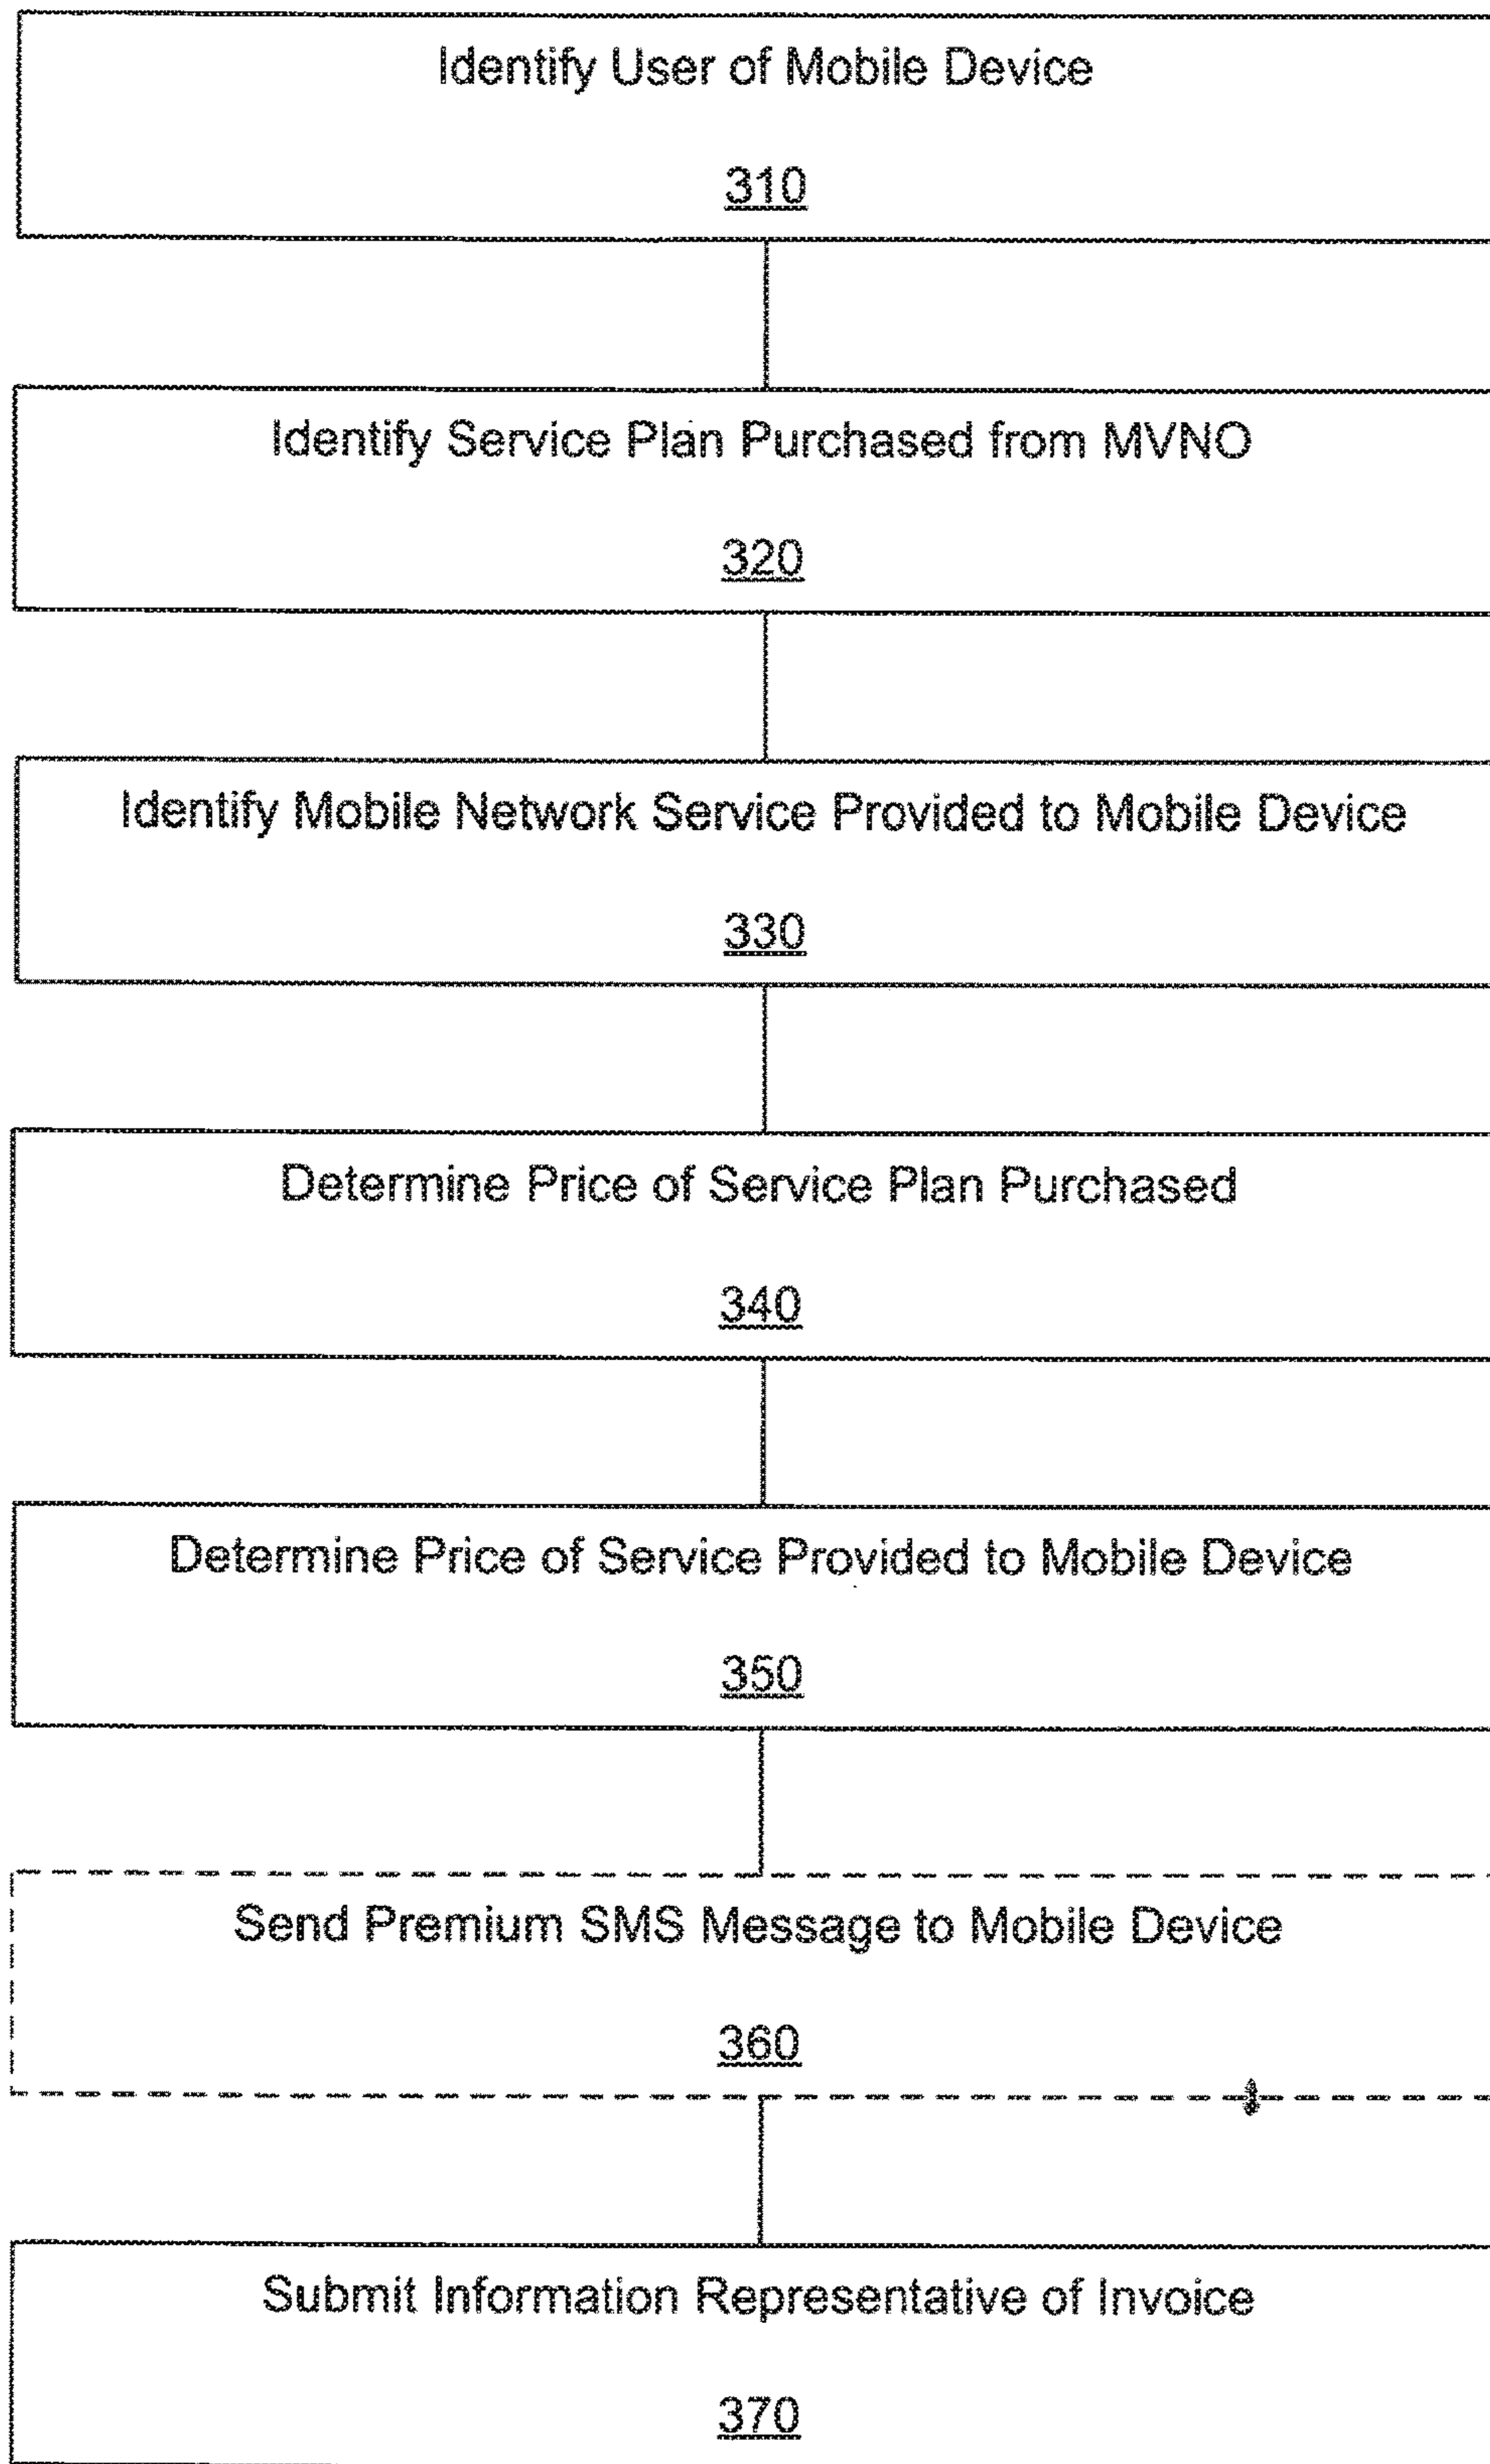 Identify User of Mobile Device
310
Identify Service Plan Purchased from MVNO
320
Identify Mobile Network Service Provided to Mobile Device
330
Determine Price of Service Plan Purchased
340
Determine Price of Service Provided to Mobile Device
350
Send Premium SMS Message to Mobile Device
360
Submit Information Representative of Invoice
370